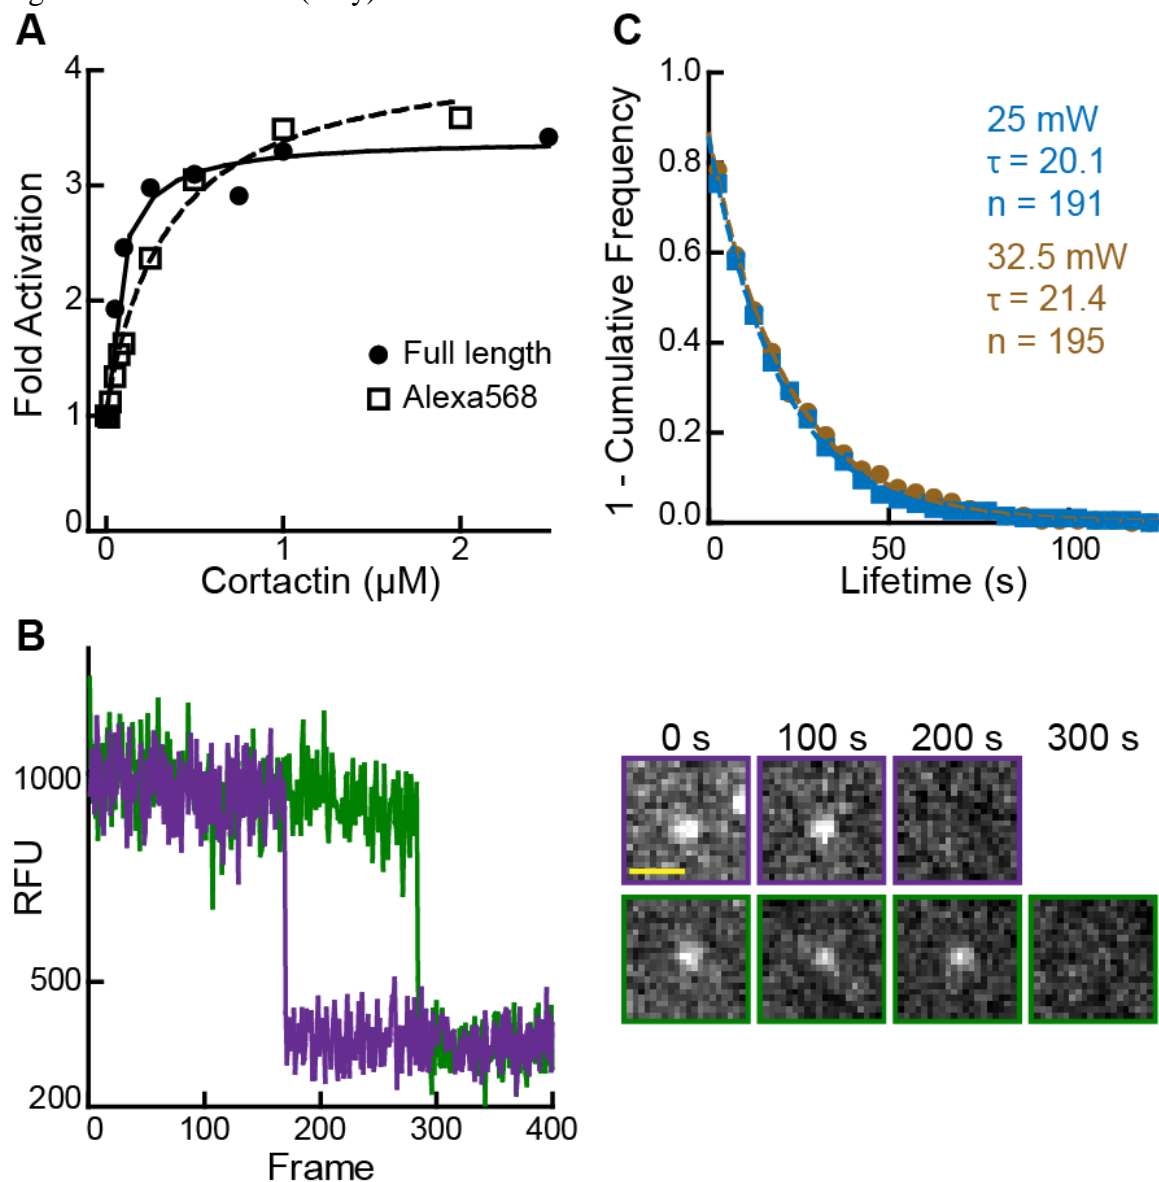 A
4
3
2
1
0
Fold Activation
Full length
Alexa568
0 1 2
Cortactin (µM)
C
1.0
0.8
0.6
0.4
0.2
0.0
1 - Cumulative Frequency
25 mW
τ = 20.1
n = 191
32.5 mW
τ = 21.4
n = 195
0 50 100
Lifetime (s)
B
1000
500
200
RFU
0 100 200 300 400
Frame
0 s 100 s 200 s 300 s